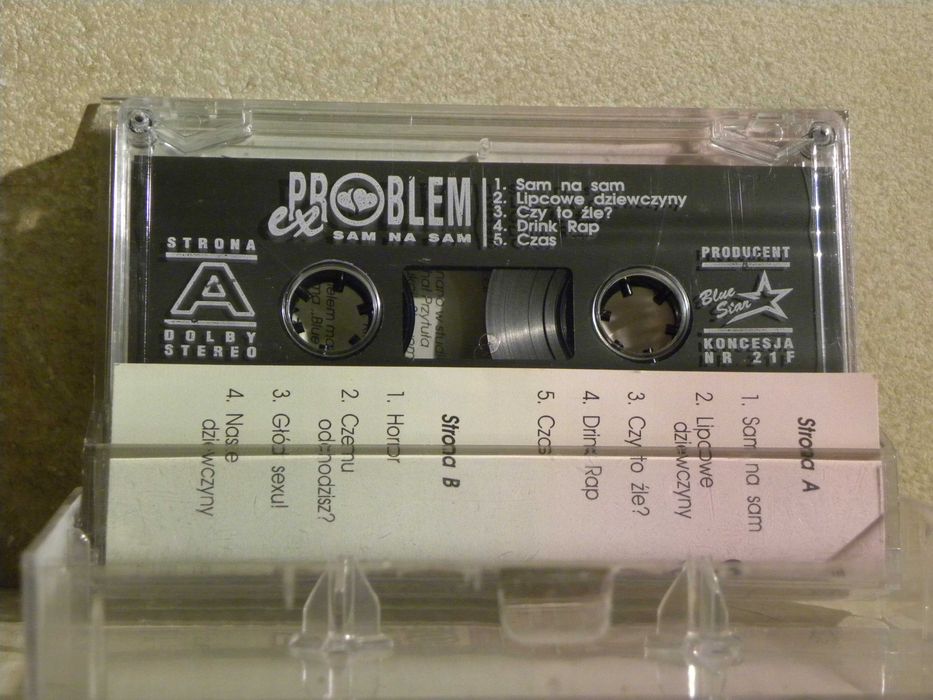 ex PROBLEM
SAM NA SAM
1. Sam na sam
2. Lipcowe dziewczyny
3. Czy to źle?
4. Drink Rap
5. Czas
STRONA
A
DOLBY
STEREO
PRODUCENT
Blue
Star
KONCESJA
NR 21F
Strona A
1. Sam na sam
2. Lipcowe
dziewczyny
3. Czy to źle?
4. Drink Rap
5. Czas
Strona B
1. Horror
2. Czemu
odchodzisz?
3. Głód sexu!
4. Nasze
dziewczyny
Przytuła